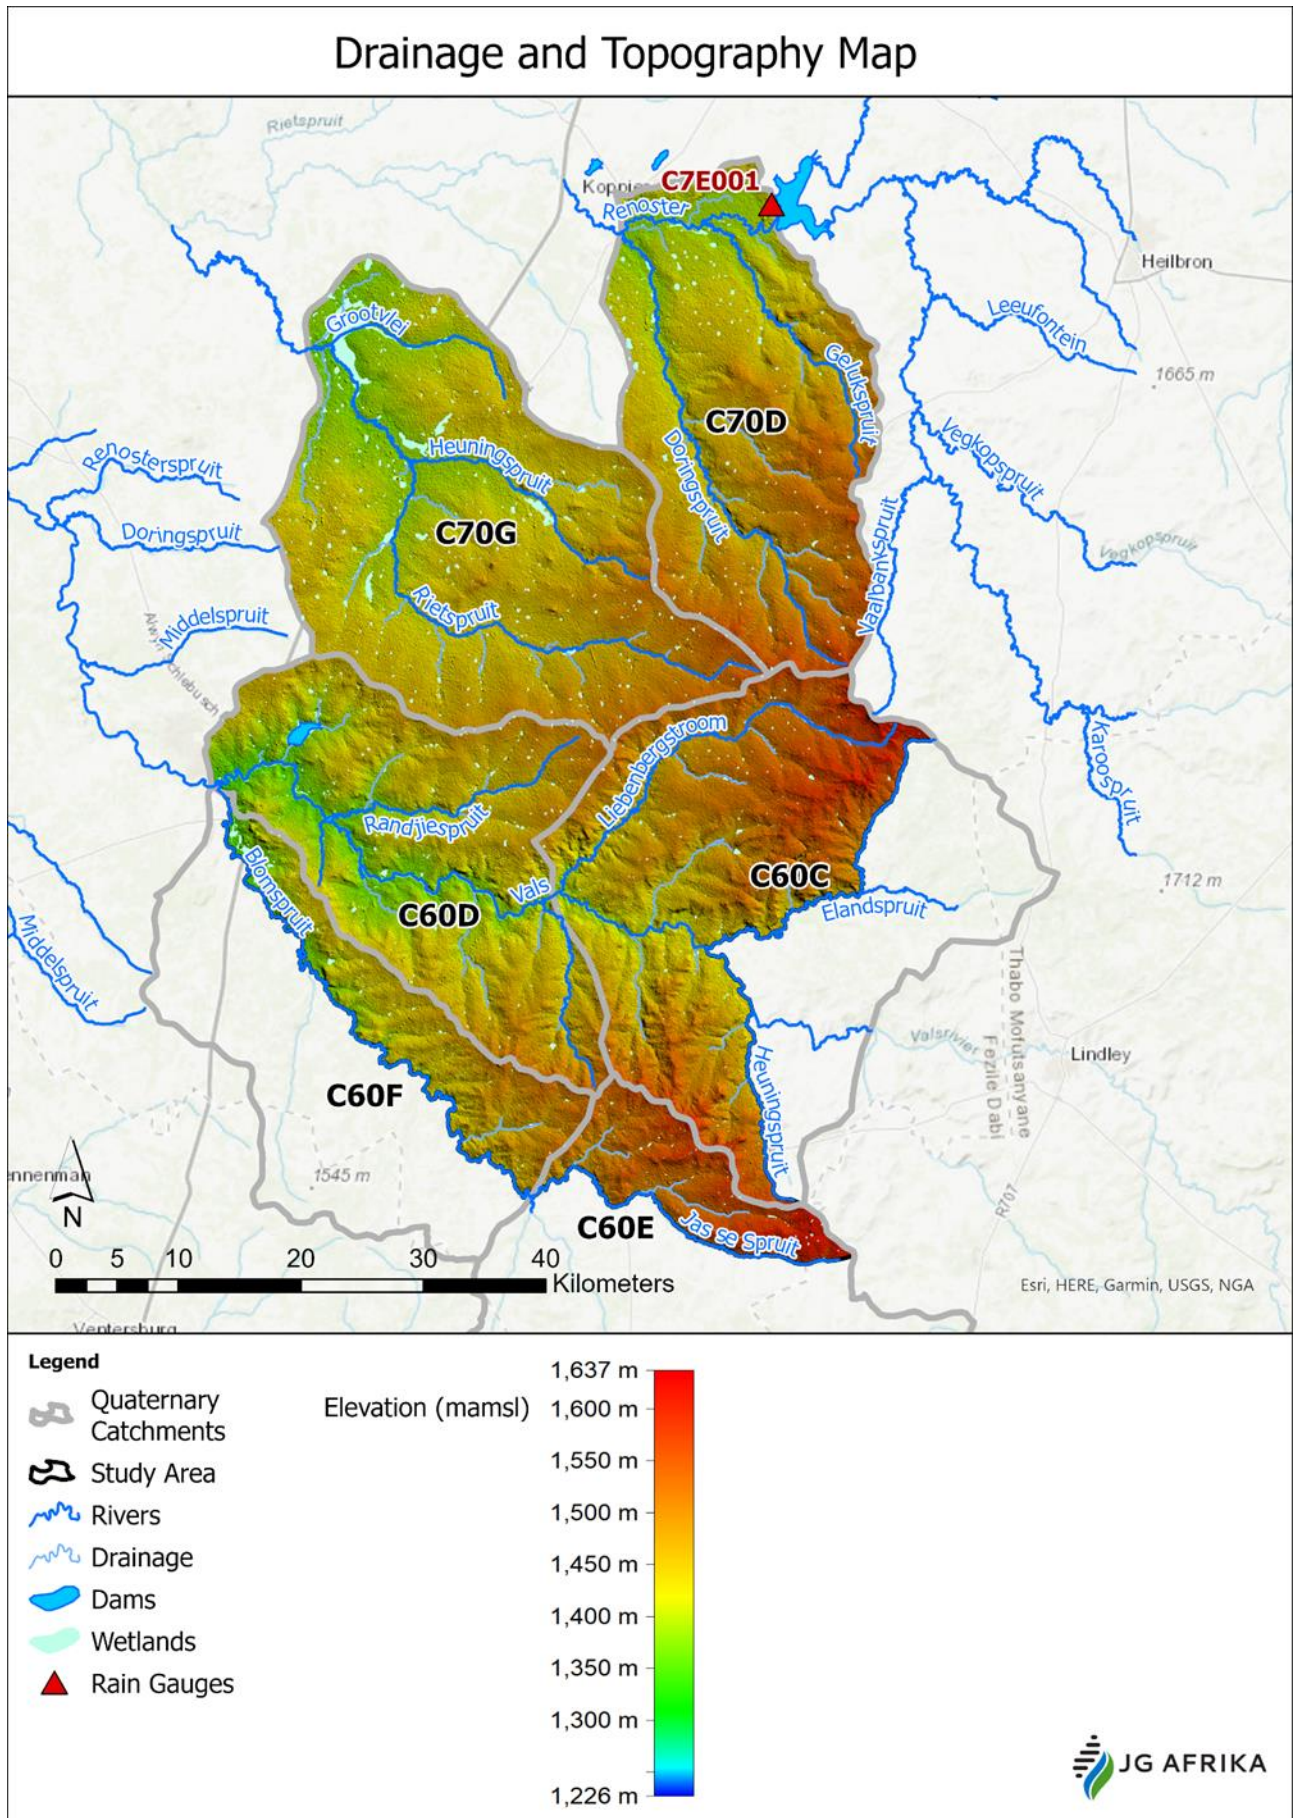 Drainage and Topography Map
Rietspruit
Koppies
C7E001
Renoster
Heilbron
Grootvlei
Leeufontein
1665 m
Gelukspruit
C70D
Vegkopspruit
Doringspruit
Heuningspruit
Renosterspruit
C70G
Doringspruit
Vaalbankspruit
Vegkopspruit
Rietspruit
Middelspruit
Liebenbergstroom
Karoospruit
Randjiespruit
Blomspruit
C60C
1712 m
Vals
Elandspruit
C60D
Middelspruit
Thabo Mofutsanyane
Fezile Dabi
Valsrivier
Lindley
Heuningspruit
C60F
ennenman
1545 m
R707
N
C60E
Jas se Spruit
0 5 10 20 30 40
Kilometers
Esri, HERE, Garmin, USGS, NGA
Ventersburg
Legend
Quaternary
Catchments
Study Area
Rivers
Drainage
Dams
Wetlands
Rain Gauges
Elevation (mamsl)
1,637 m
1,600 m
1,550 m
1,500 m
1,450 m
1,400 m
1,350 m
1,300 m
1,226 m
JG AFRIKA